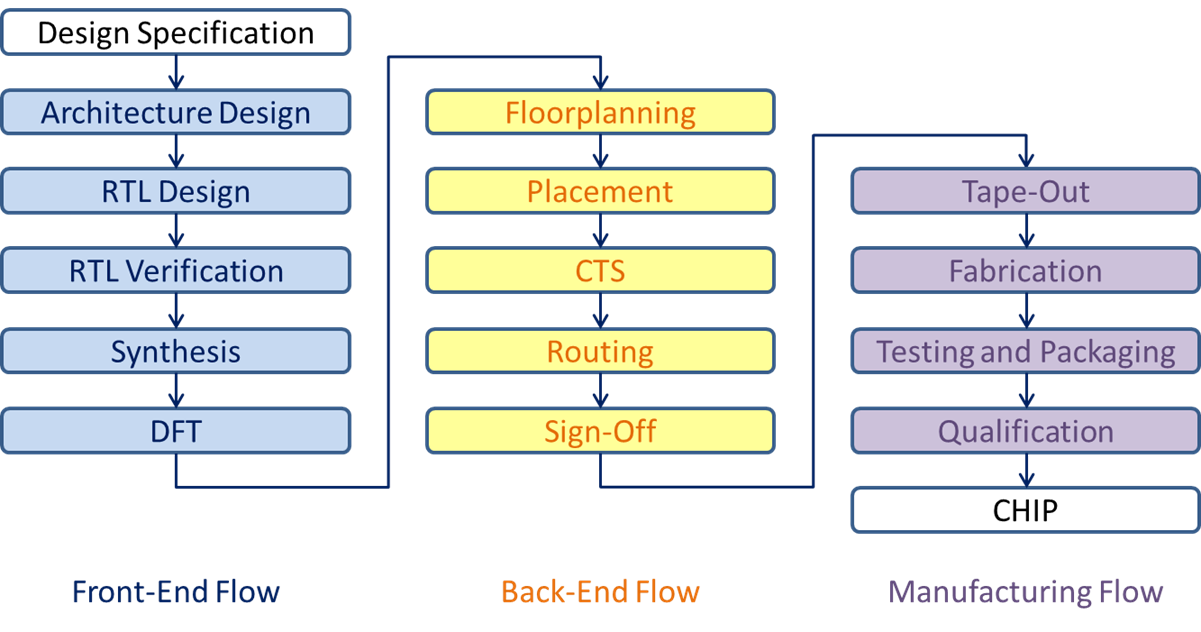 Design Specification
Architecture Design
RTL Design
RTL Verification
Synthesis
DFT
Front-End Flow
Floorplanning
Placement
CTS
Routing
Sign-Off
Back-End Flow
Tape-Out
Fabrication
Testing and Packaging
Qualification
CHIP
Manufacturing Flow